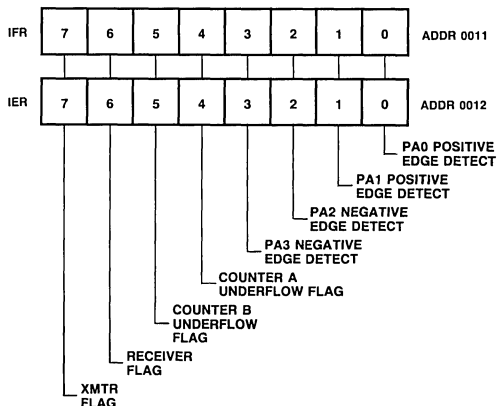 IFR 7 6 5 4 3 2 1 0 ADDR 0011
IER 7 6 5 4 3 2 1 0 ADDR 0012
PA0 POSITIVE
EDGE DETECT
PA1 POSITIVE
EDGE DETECT
PA2 NEGATIVE
EDGE DETECT
PA3 NEGATIVE
EDGE DETECT
COUNTER A
UNDERFLOW FLAG
COUNTER B
UNDERFLOW
FLAG
RECEIVER
FLAG
XMTR
FLAG